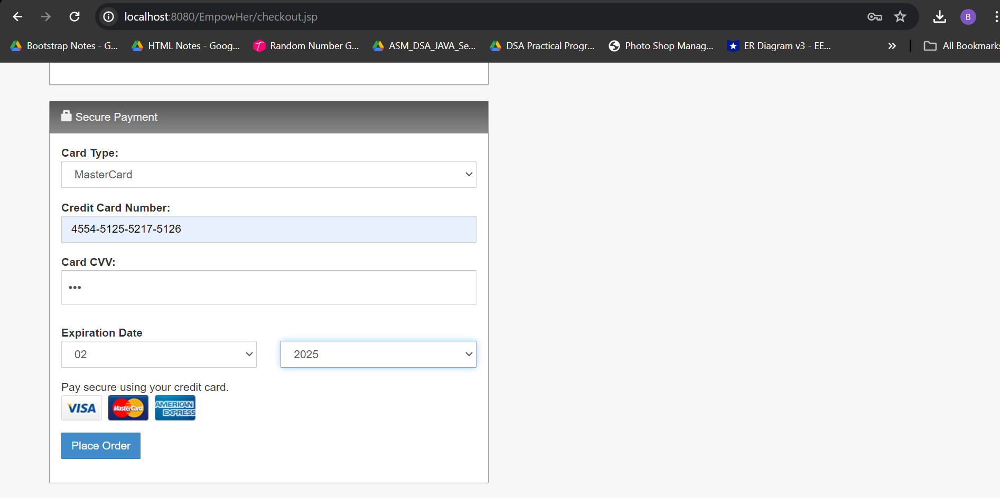 localhost:8080/EmpowHer/checkout.jsp
B
Bootstrap Notes - G... HTML Notes - Goog... Random Number G... ASM_DSA_JAVA_Se... DSA Practical Progr... Photo Shop Manag... ER Diagram v3 - EE... All Bookmarks
Secure Payment
Card Type:
MasterCard
Credit Card Number:
4554-5125-5217-5126
Card CVV:
•••
Expiration Date
02 2025
Pay secure using your credit card.
VISA MasterCard AMERICAN EXPRESS
Place Order